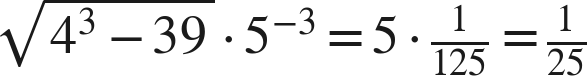 √(4³ − 39) · 5⁻³ = 5 · 1/125 = 1/25